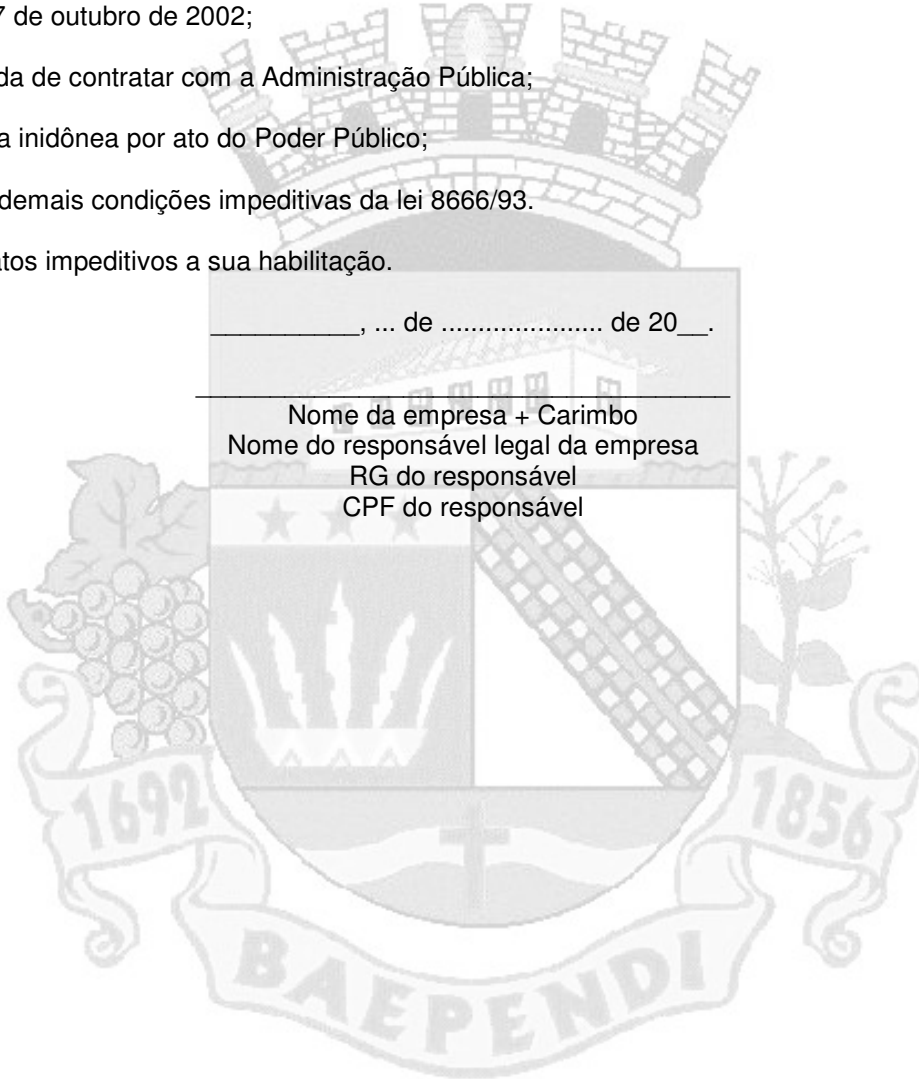 7 de outubro de 2002;
da de contratar com a Administração Pública;
a inidônea por ato do Poder Público;
demais condições impeditivas da lei 8666/93.
tos impeditivos a sua habilitação.
__________, ... de ...................... de 20__.
____________________________________
Nome da empresa + Carimbo
Nome do responsável legal da empresa
RG do responsável
CPF do responsável
1692
1856
BAEPENDI